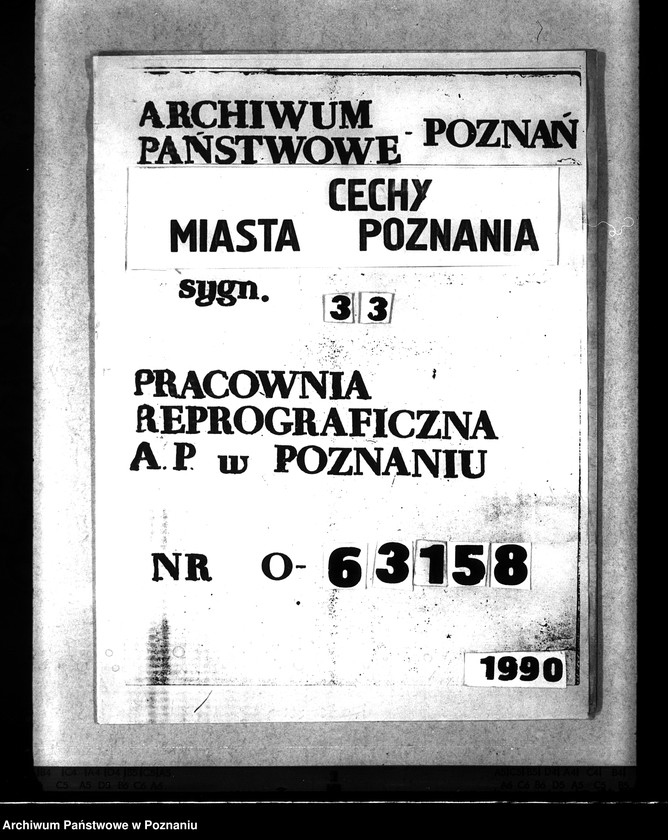 ARCHIWUM
PAŃSTWOWE - POZNAŃ
CECHY
MIASTA POZNANIA
sygn. 33
PRACOWNIA
REPROGRAFICZNA
A. P. w POZNANIU
NR O-63158
1990
Archiwum Państwowe w Poznaniu